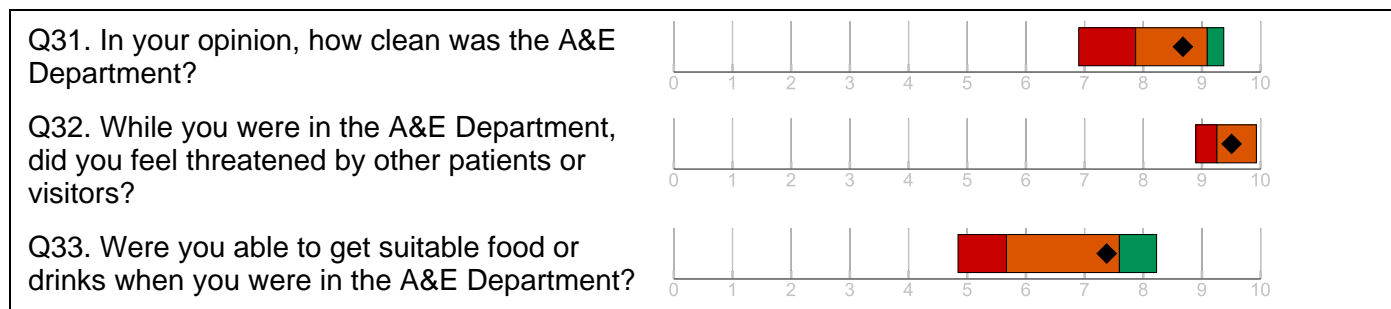 Q31. In your opinion, how clean was the A&E
Department?
0 1 2 3 4 5 6 7 8 9 10
Q32. While you were in the A&E Department,
did you feel threatened by other patients or
visitors?
0 1 2 3 4 5 6 7 8 9 10
Q33. Were you able to get suitable food or
drinks when you were in the A&E Department?
0 1 2 3 4 5 6 7 8 9 10